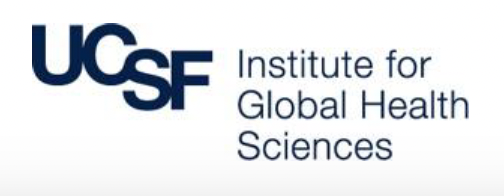 UCSF Institute for
Global Health
Sciences